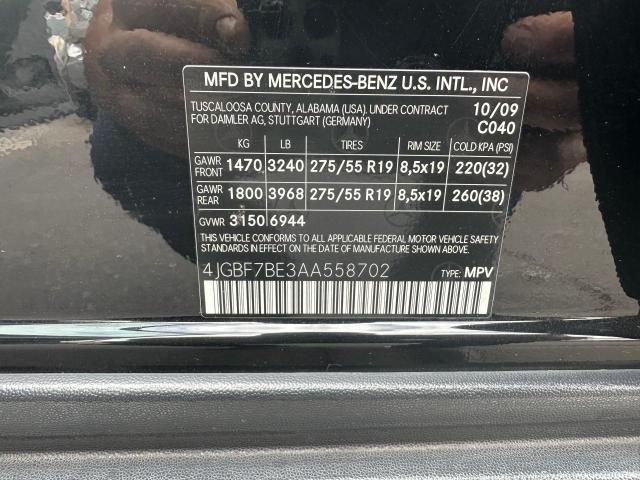 MFD BY MERCEDES-BENZ U.S. INTL., INC
TUSCALOOSA COUNTY, ALABAMA (USA). UNDER CONTRACT 10/09
FOR DAIMLER AG, STUTTGART (GERMANY) C040
KG LB TIRES RIM SIZE COLD KPA (PSI)
GAWR FRONT 1470 3240 275/55 R19 8,5x19 220(32)
GAWR REAR 1800 3968 275/55 R19 8,5x19 260(38)
GVWR 3150 6944
THIS VEHICLE CONFORMS TO ALL APPLICABLE FEDERAL MOTOR VEHICLE SAFETY
STANDARDS IN EFFECT ON THE DATE OF MANUFACTURE SHOWN ABOVE.
4JGBF7BE3AA558702 TYPE: MPV